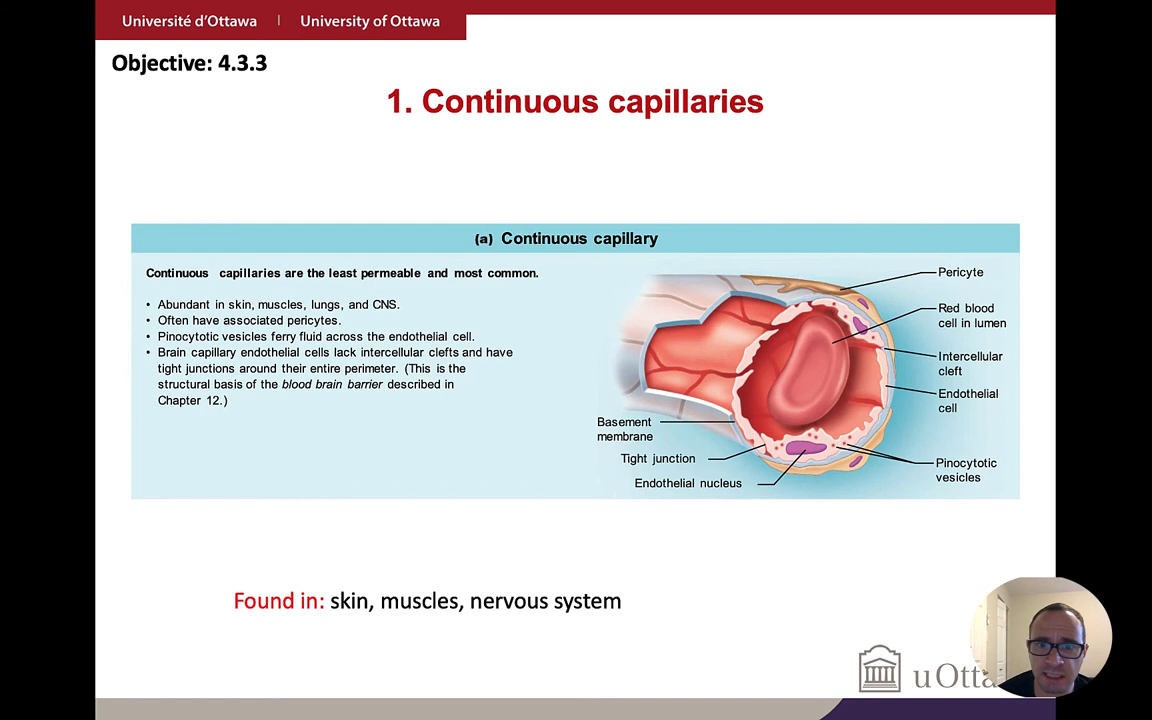 Université d'Ottawa | University of Ottawa
Objective: 4.3.3
1. Continuous capillaries
(a) Continuous capillary
Continuous capillaries are the least permeable and most common.
• Abundant in skin, muscles, lungs, and CNS.
• Often have associated pericytes.
• Pinocytotic vesicles ferry fluid across the endothelial cell.
• Brain capillary endothelial cells lack intercellular clefts and have
tight junctions around their entire perimeter. (This is the
structural basis of the blood brain barrier described in
Chapter 12.)
Pericyte
Red blood
cell in lumen
Intercellular
cleft
Endothelial
cell
Pinocytotic
vesicles
Basement
membrane
Tight junction
Endothelial nucleus
Found in: skin, muscles, nervous system
uOtta